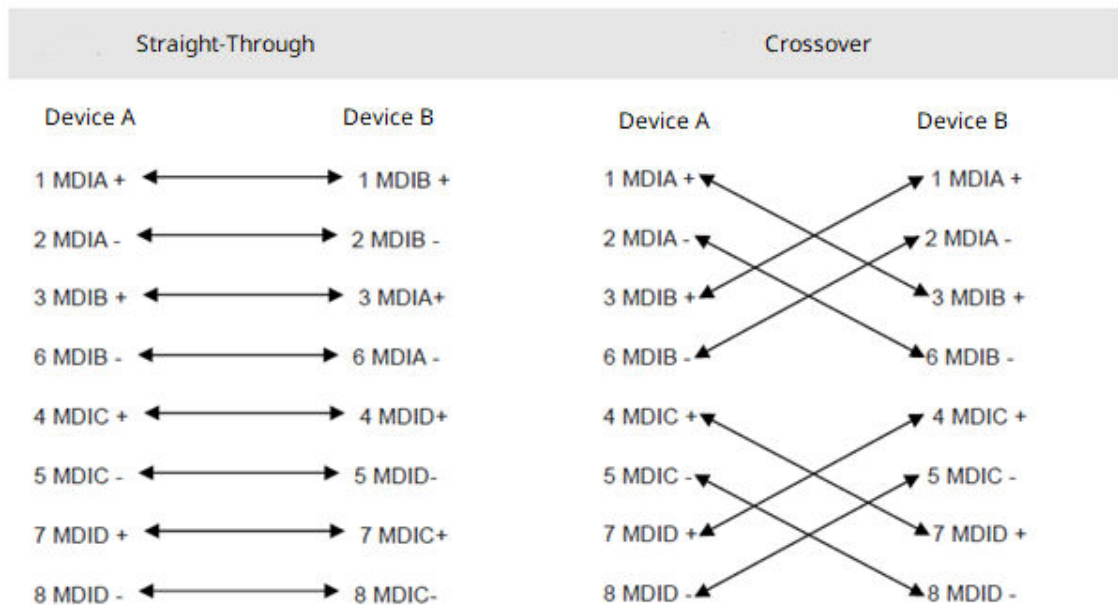 Straight-Through Crossover
Device A Device B Device A Device B
1 MDIA + 1 MDIB + 1 MDIA + 1 MDIA +
2 MDIA - 2 MDIB - 2 MDIA - 2 MDIA -
3 MDIB + 3 MDIA+ 3 MDIB + 3 MDIB +
6 MDIB - 6 MDIA - 6 MDIB - 6 MDIB -
4 MDIC + 4 MDID+ 4 MDIC + 4 MDIC +
5 MDIC - 5 MDID- 5 MDIC - 5 MDIC -
7 MDID + 7 MDIC+ 7 MDID + 7 MDID +
8 MDID - 8 MDIC- 8 MDID - 8 MDID -